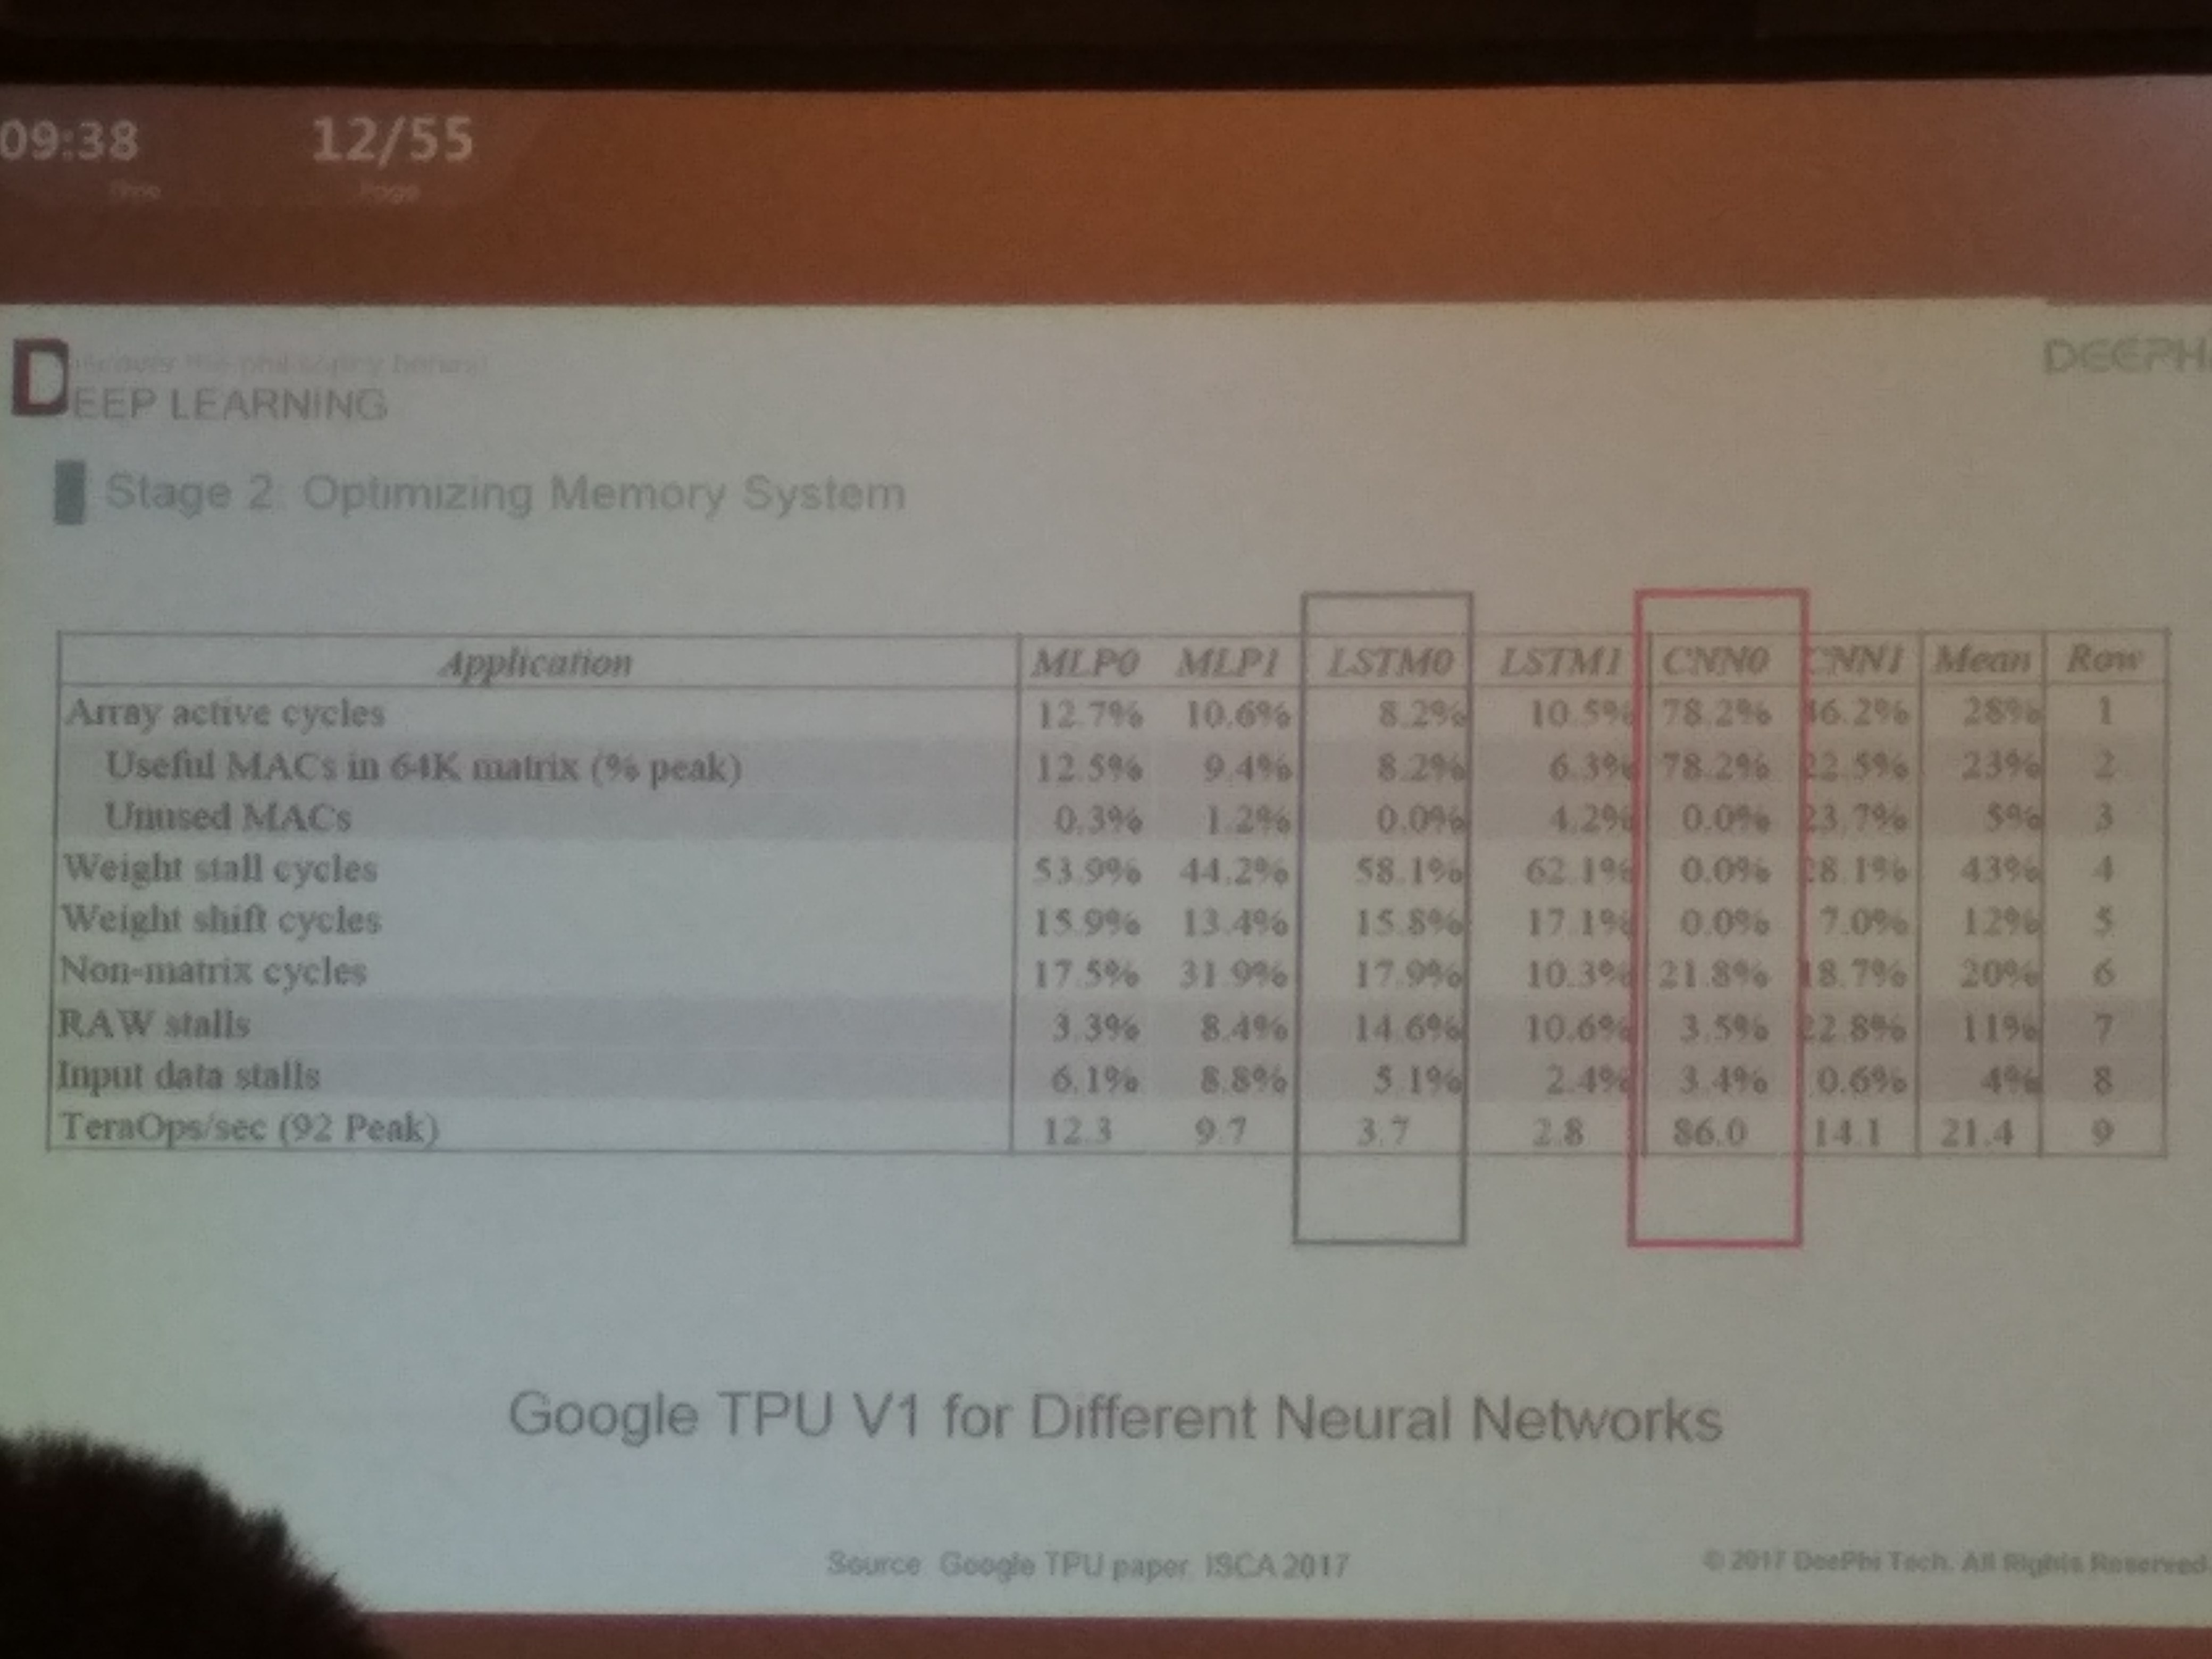 09:38 12/55
Time Page
DEEPHi
DEEP LEARNING
Stage 2: Optimizing Memory System
Application MLP0 MLP1 LSTM0 LSTM1 CNN0 CNN1 Mean Row
Array active cycles 12.7% 10.6% 8.2% 10.5% 78.2% 46.2% 28% 1
Useful MACs in 64K matrix (% peak) 12.5% 9.4% 8.2% 6.3% 78.2% 22.5% 23% 2
Unused MACs 0.3% 1.2% 0.0% 4.2% 0.0% 23.7% 5% 3
Weight stall cycles 53.9% 44.2% 58.1% 62.1% 0.0% 28.1% 43% 4
Weight shift cycles 15.9% 13.4% 15.8% 17.1% 0.0% 7.0% 12% 5
Non-matrix cycles 17.5% 31.9% 17.9% 10.3% 21.8% 18.7% 20% 6
RAW stalls 3.3% 8.4% 14.6% 10.6% 3.5% 22.8% 11% 7
Input data stalls 6.1% 8.8% 5.1% 2.4% 3.4% 0.6% 4% 8
TeraOps/sec (92 Peak) 12.3 9.7 3.7 2.8 86.0 14.1 21.4 9
Google TPU V1 for Different Neural Networks
Source: Google TPU paper, ISCA 2017
© 2017 DeePhi Tech. All Rights Reserved.